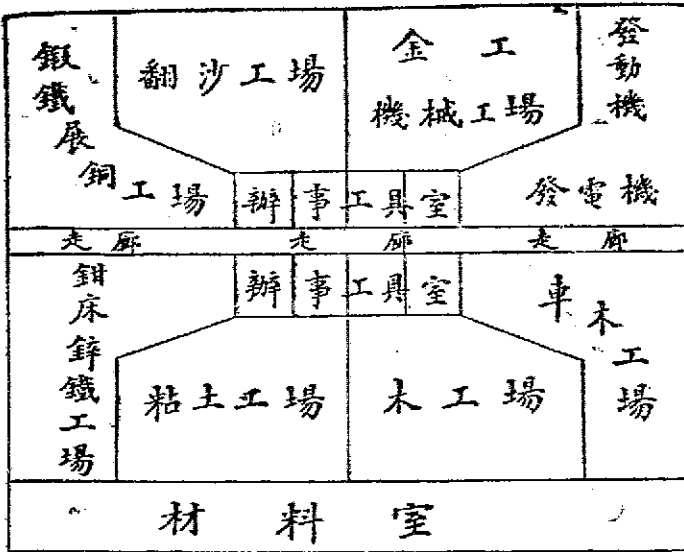 鍛鐵展銅工場
翻沙工場
金工
機械工場
發動機
發電機
辦事工具室
走廊 走廊 走廊
辦事工具室
鉗床鋅鐵工場
粘土工場
木工場
車木工場
材料室